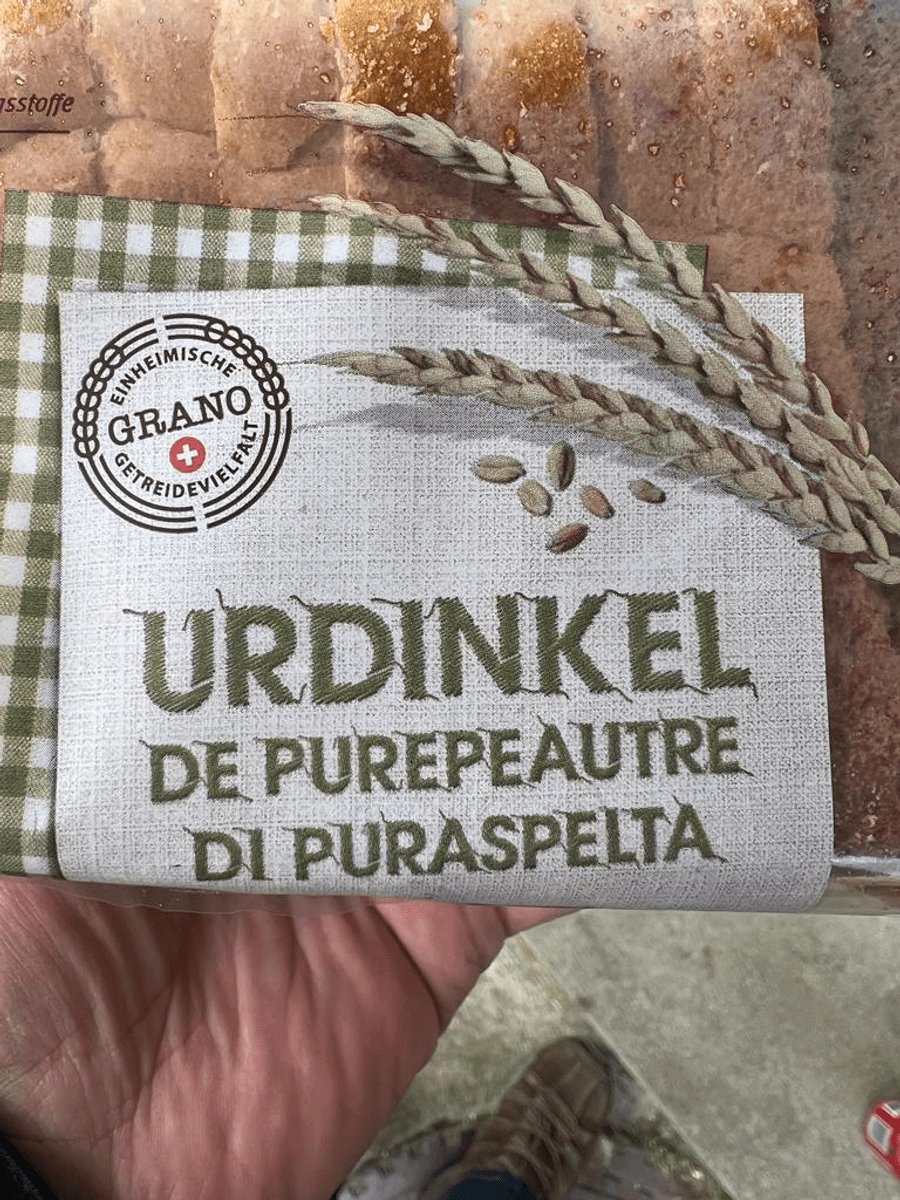 EINHEIMISCHE
GRANO
GETREIDEVIELFALT
URDINKEL
DE PUREPEAUTRE
DI PURASPELTA